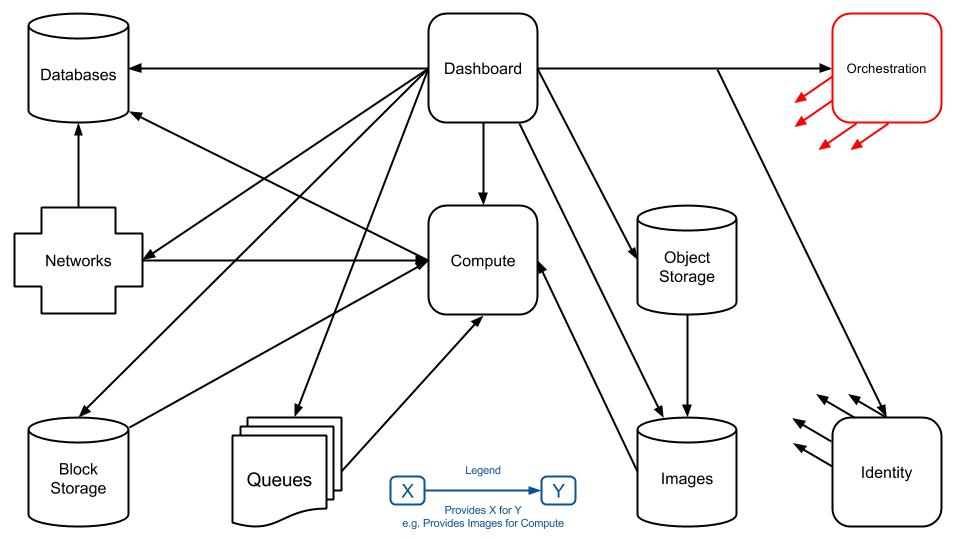 Databases
Dashboard
Orchestration
Networks
Compute
Object
Storage
Block
Storage
Queues
Images
Identity
Legend
X
Y
Provides X for Y
e.g. Provides Images for Compute